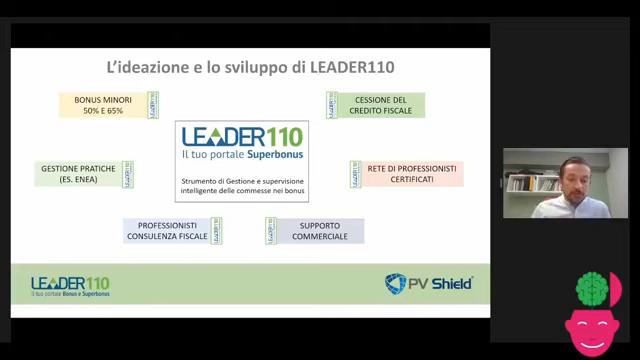 L'ideazione e lo sviluppo di LEADER110
BONUS MINORI
50% E 65%
CESSIONE DEL
CREDITO FISCALE
LEADER110
Il tuo portale Superbonus
Strumento di Gestione e supervisione
intelligente delle commesse nei bonus
GESTIONE PRATICHE
(ES. ENEA)
RETE DI PROFESSIONISTI
CERTIFICATI
PROFESSIONISTI
CONSULENZA FISCALE
SUPPORTO
COMMERCIALE
LEADER110
Il tuo portale Bonus e Superbonus
PV Shield